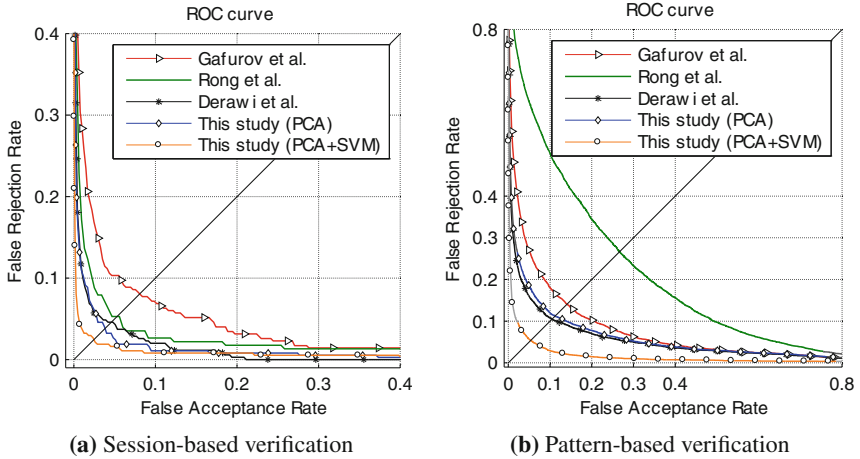 ROC curve
0.4
0.3
0.2
0.1
0
0
0.1
0.2
0.3
0.4
False Rejection Rate
False Acceptance Rate
Gafurov et al.
Rong et al.
Derawi et al.
This study (PCA)
This study (PCA+SVM)
(a) Session-based verification
ROC curve
0.8
0.4
0.3
0.2
0.1
0
0
0.1
0.2
0.3
0.4
0.8
False Rejection Rate
False Acceptance Rate
Gafurov et al.
Rong et al.
Derawi et al.
This study (PCA)
This study (PCA+SVM)
(b) Pattern-based verification